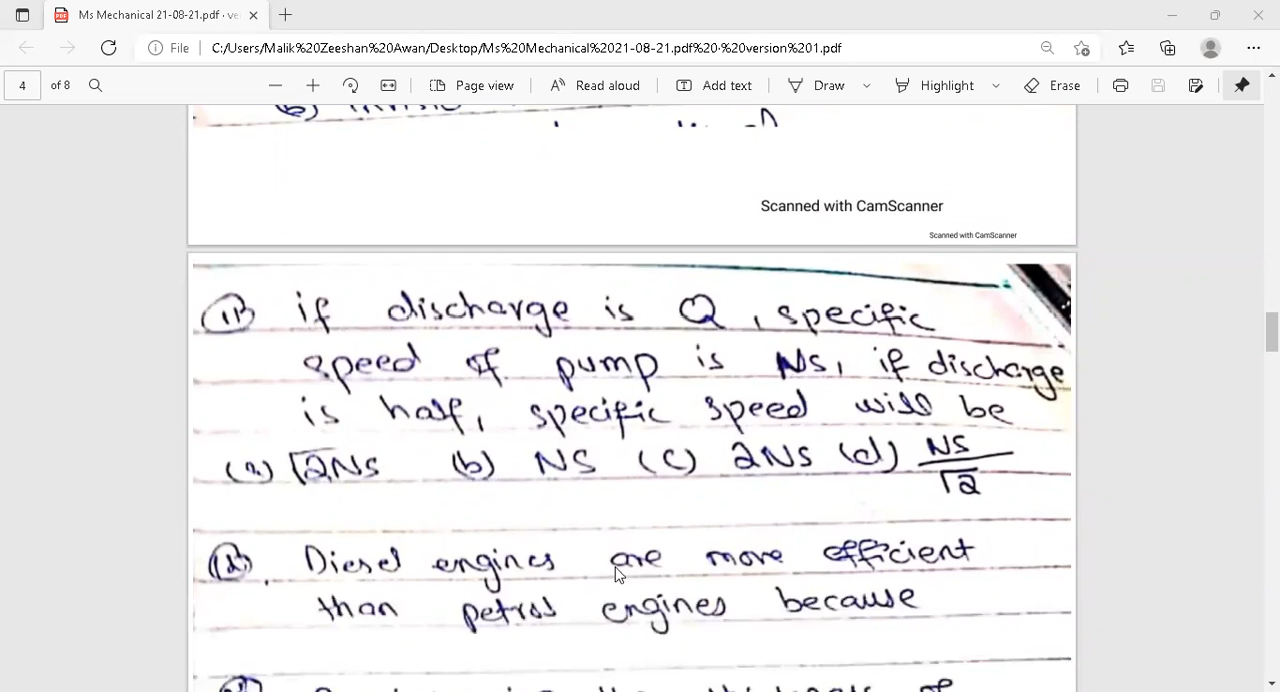 Ms Mechanical 21-08-21.pdf · ve
File C:/Users/Malik%20Zeeshan%20Awan/Desktop/Ms%20Mechanical%2021-08-21.pdf%20%20version%201.pdf
4 of 8 Page view Read aloud Add text Draw Highlight Erase
Scanned with CamScanner
Scanned with CamScanner
11 if discharge is Q, specific
speed of pump is Ns, if discharge
is half, specific speed will be
(a) √2Ns (b) NS (c) 2NS (d) NS/√2
12. Diesel engines are more efficient
than petrol engines because